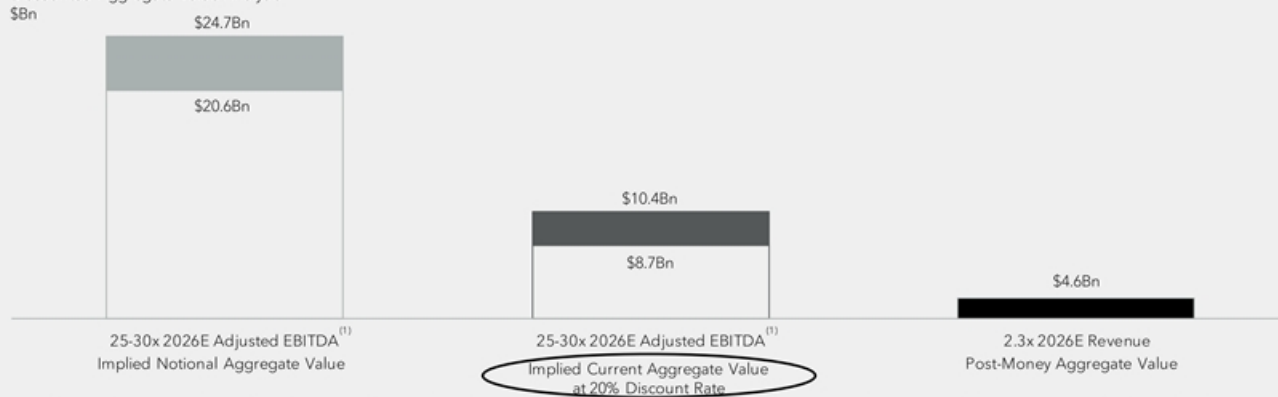 $Bn
$24.7Bn
$20.6Bn
$10.4Bn
$8.7Bn
$4.6Bn
25-30x 2026E Adjusted EBITDA(1)
Implied Notional Aggregate Value
25-30x 2026E Adjusted EBITDA(1)
Implied Current Aggregate Value
at 20% Discount Rate
2.3x 2026E Revenue
Post-Money Aggregate Value